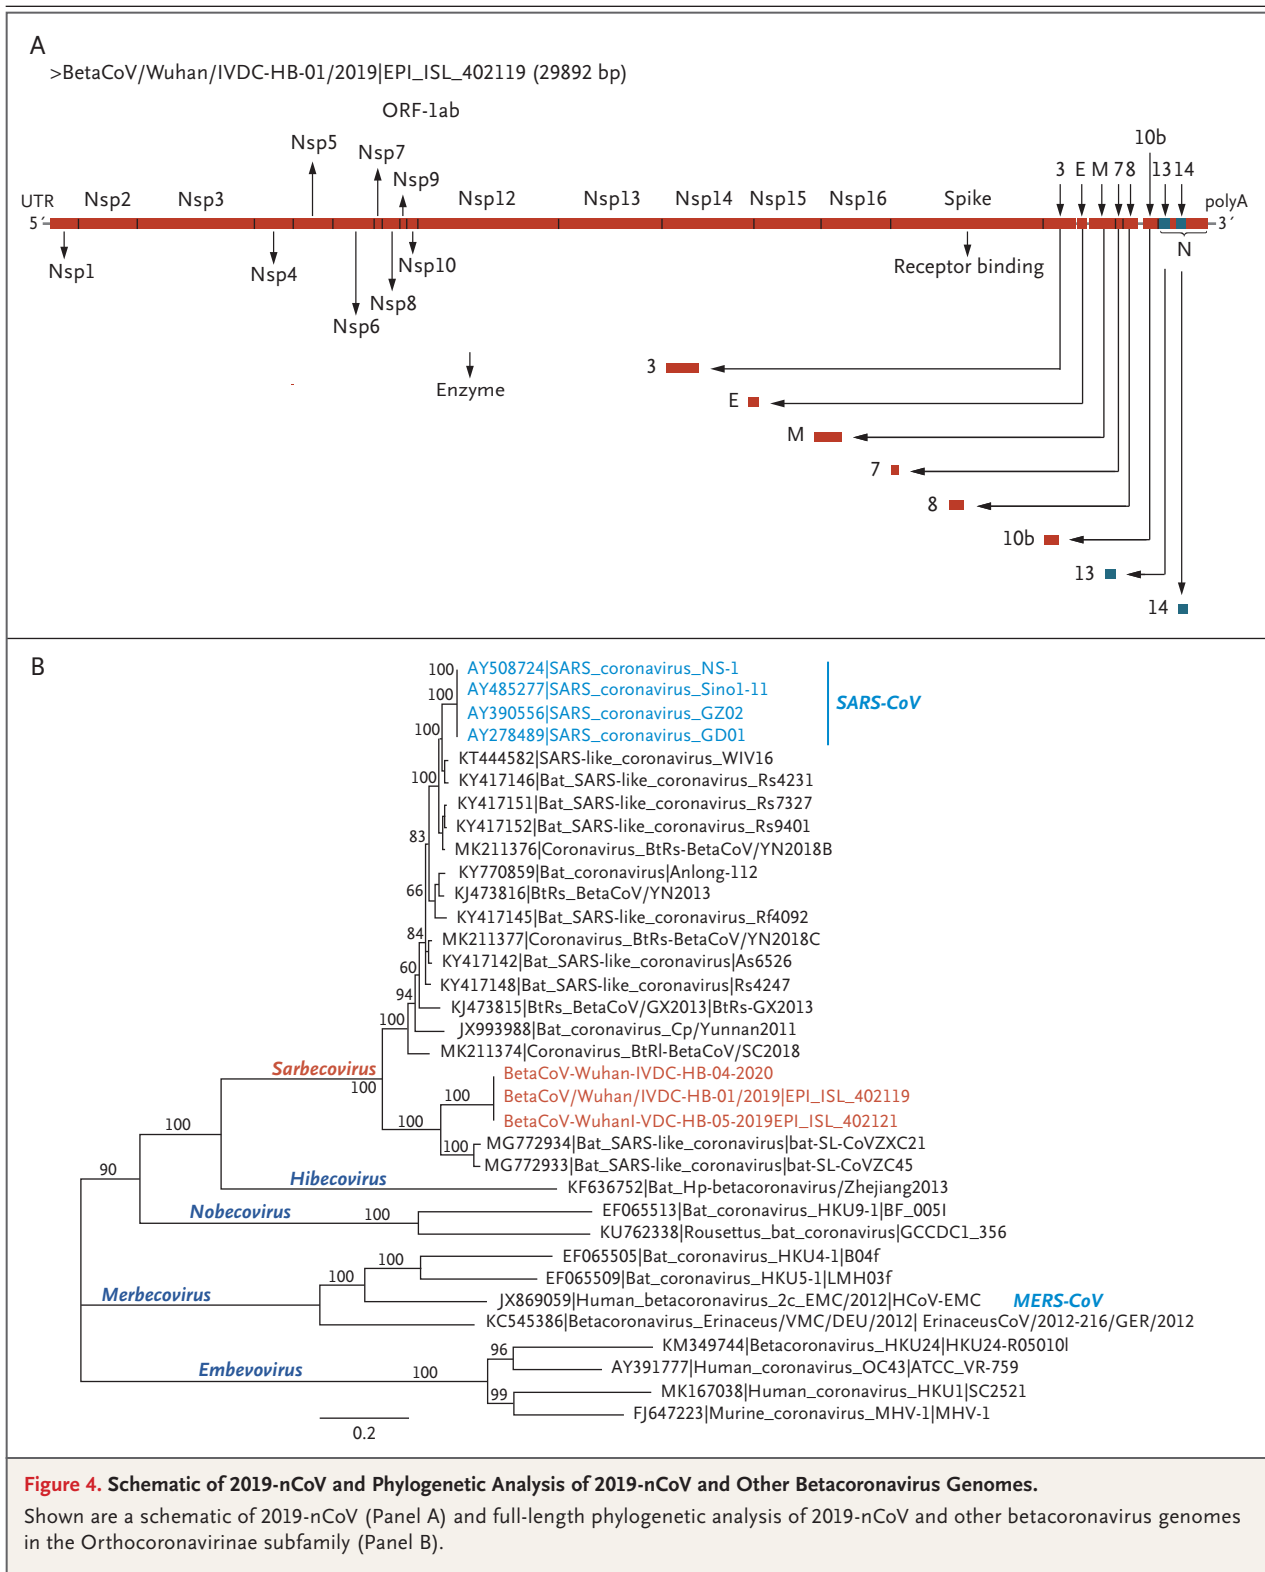 A
>BetaCoV/Wuhan/IVDC-HB-01/2019|EPI_ISL_402119 (29892 bp)
ORF-1ab
10b
Nsp5
Nsp7
Nsp9
3 E M 7 8 13 14
UTR Nsp2 Nsp3 Nsp12 Nsp13 Nsp14 Nsp15 Nsp16 Spike polyA
5´ 3´
Nsp1 Nsp4 Nsp10 Receptor binding N
Nsp8
Nsp6
Enzyme
3
E
M
7
8
10b
13
14
B
100 AY508724|SARS_coronavirus_NS-1
100 AY485277|SARS_coronavirus_Sino1-11
SARS-CoV
AY390556|SARS_coronavirus_GZ02
100 AY278489|SARS_coronavirus_GD01
KT444582|SARS-like_coronavirus_WIV16
100 KY417146|Bat_SARS-like_coronavirus_Rs4231
KY417151|Bat_SARS-like_coronavirus_Rs7327
83 KY417152|Bat_SARS-like_coronavirus_Rs9401
MK211376|Coronavirus_BtRs-BetaCoV/YN2018B
KY770859|Bat_coronavirus|Anlong-112
66 KJ473816|BtRs_BetaCoV/YN2013
KY417145|Bat_SARS-like_coronavirus_Rf4092
84 MK211377|Coronavirus_BtRs-BetaCoV/YN2018C
60 KY417142|Bat_SARS-like_coronavirus|As6526
KY417148|Bat_SARS-like_coronavirus|Rs4247
94 KJ473815|BtRs_BetaCoV/GX2013|BtRs-GX2013
100 JX993988|Bat_coronavirus_Cp/Yunnan2011
MK211374|Coronavirus_BtRl-BetaCoV/SC2018
Sarbecovirus BetaCoV-Wuhan-IVDC-HB-04-2020
100 100 BetaCoV/Wuhan/IVDC-HB-01/2019|EPI_ISL_402119
100 BetaCoV-WuhanI-VDC-HB-05-2019EPI_ISL_402121
100 100 MG772934|Bat_SARS-like_coronavirus|bat-SL-CoVZXC21
MG772933|Bat_SARS-like_coronavirus|bat-SL-CoVZC45
90 Hibecovirus KF636752|Bat_Hp-betacoronavirus/Zhejiang2013
Nobecovirus 100 EF065513|Bat_coronavirus_HKU9-1|BF_005I
KU762338|Rousettus_bat_coronavirus|GCCDC1_356
100 EF065505|Bat_coronavirus_HKU4-1|B04f
100 EF065509|Bat_coronavirus_HKU5-1|LMH03f
Merbecovirus JX869059|Human_betacoronavirus_2c_EMC/2012|HCoV-EMC MERS-CoV
KC545386|Betacoronavirus_Erinaceus/VMC/DEU/2012| ErinaceusCoV/2012-216/GER/2012
96 KM349744|Betacoronavirus_HKU24|HKU24-R05010l
Embevovirus 100 AY391777|Human_coronavirus_OC43|ATCC_VR-759
99 MK167038|Human_coronavirus_HKU1|SC2521
FJ647223|Murine_coronavirus_MHV-1|MHV-1
0.2
Figure 4. Schematic of 2019-nCoV and Phylogenetic Analysis of 2019-nCoV and Other Betacoronavirus Genomes.
Shown are a schematic of 2019-nCoV (Panel A) and full-length phylogenetic analysis of 2019-nCoV and other betacoronavirus genomes
in the Orthocoronavirinae subfamily (Panel B).